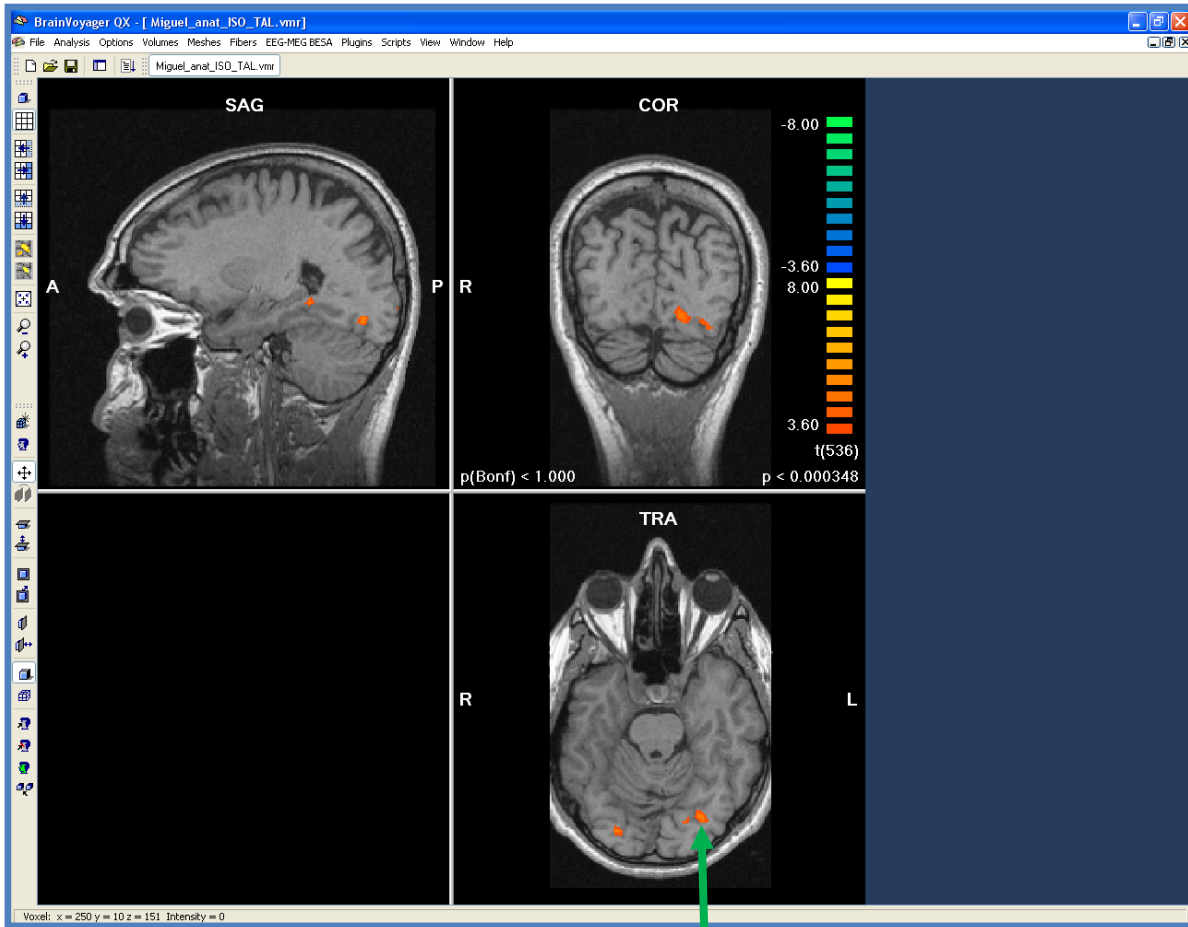 BrainVoyager QX - [ Miguel_anat_ISO_TAL.vmr]
File Analysis Options Volumes Meshes Fibers EEG-MEG BESA Plugins Scripts View Window Help
Miguel_anat_ISO_TAL.vmr
SAG
A
P
COR
R
-8.00
-3.60
8.00
3.60
t(536)
p(Bonf) < 1.000
p < 0.000348
TRA
R
L
Voxel: x = 250 y = 10 z = 151 Intensity = 0